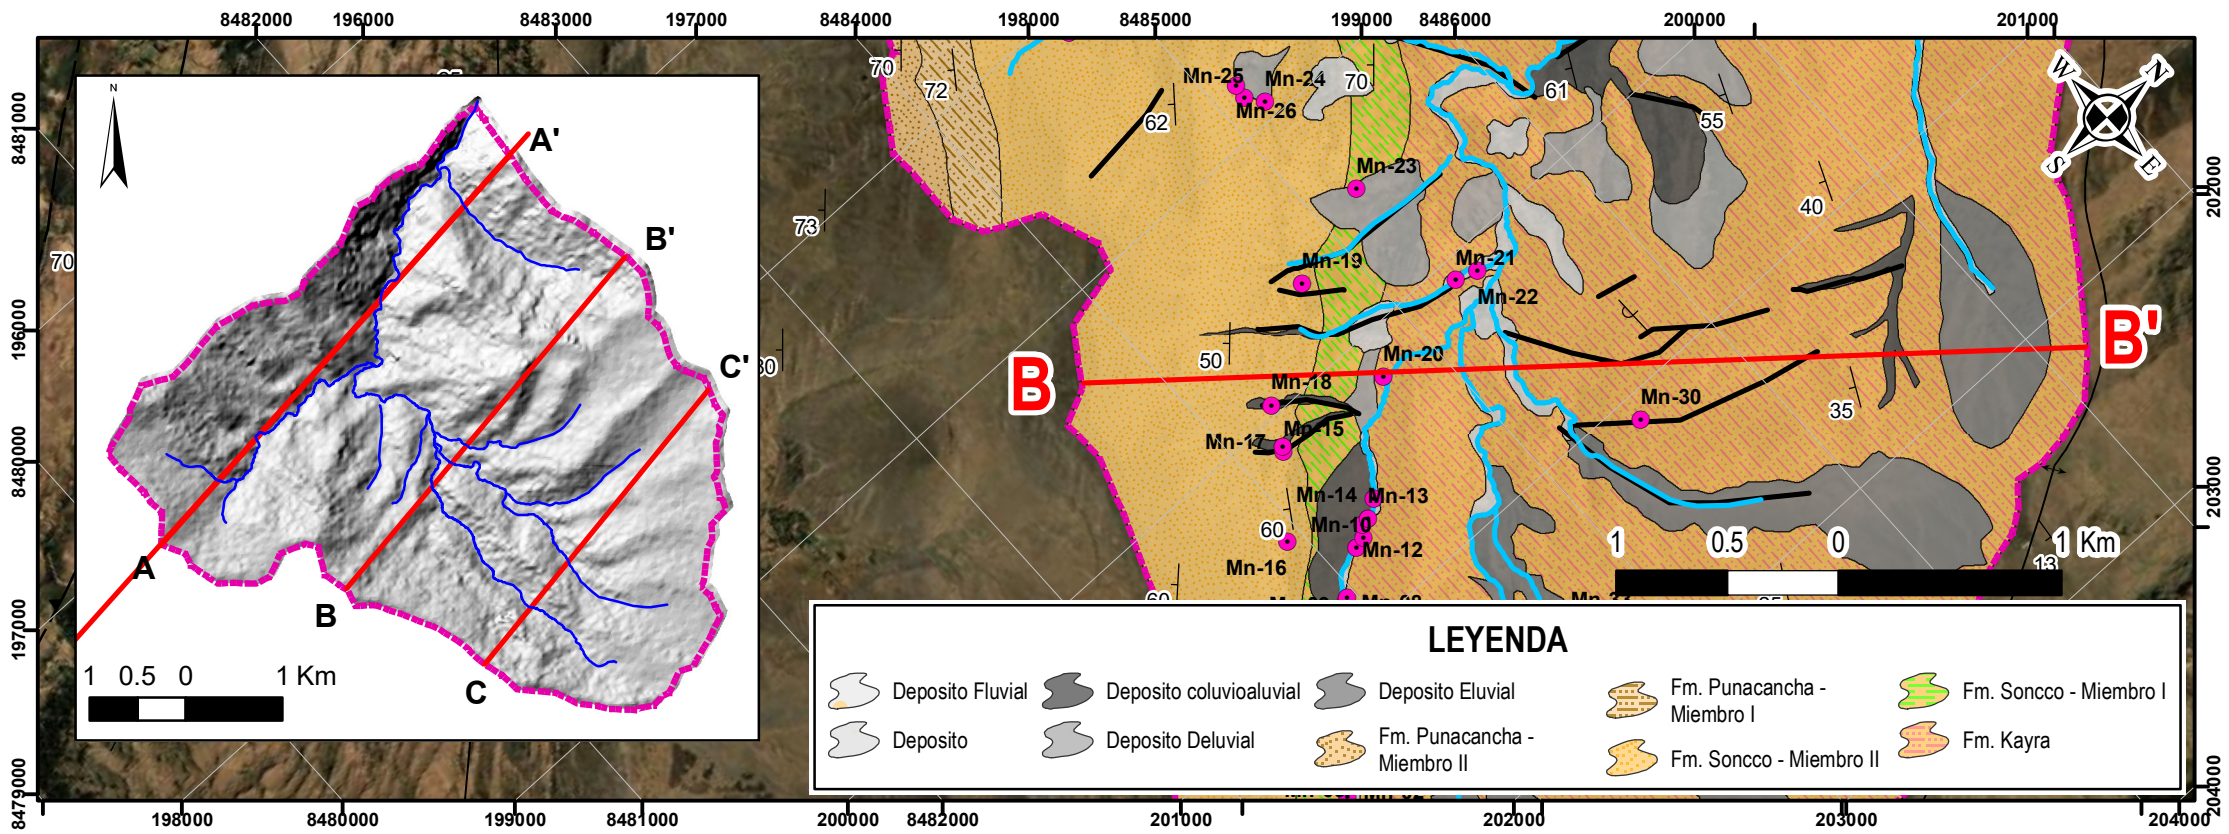 8482000 196000 8483000 197000 8484000 198000 8485000 199000 8486000 200000 201000
8481000
196000
8480000
197000
8479000
202000
203000
204000
198000 8480000 199000 8481000 200000 8482000 201000 202000 203000 204000
N
A'
B'
C'
A
B
C
1 0.5 0 1 Km
70
70
72
73
62
50
60
70
61
55
40
35
13
Mn-25
Mn-24
Mn-26
Mn-23
Mn-19
Mn-21
Mn-22
Mn-20
Mn-18
Mn-15
Mn-17
Mn-30
Mn-14
Mn-13
Mn-10
Mn-12
Mn-16
B
B'
W N
S E
1 0.5 0 1 Km
LEYENDA
Deposito Fluvial
Deposito
Deposito coluvioaluvial
Deposito Deluvial
Deposito Eluvial
Fm. Punacancha -
Miembro II
Fm. Punacancha -
Miembro I
Fm. Soncco - Miembro II
Fm. Soncco - Miembro I
Fm. Kayra